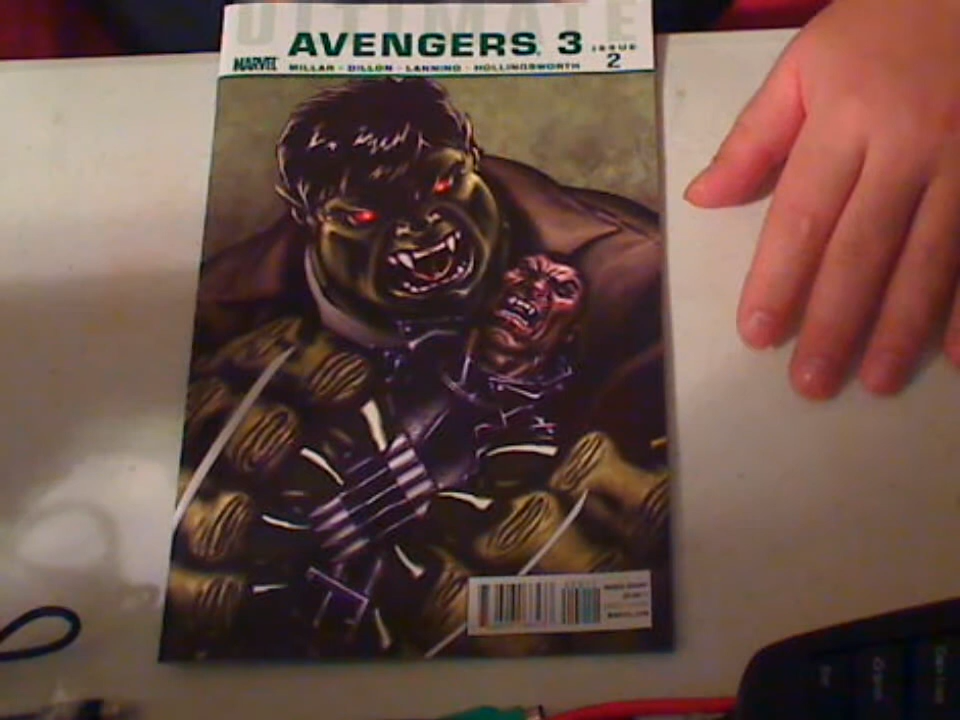 ULTIMATE
AVENGERS 3 ISSUE
2
MARVEL MILLAR · DILLON · LANNING · HOLLINGSWORTH